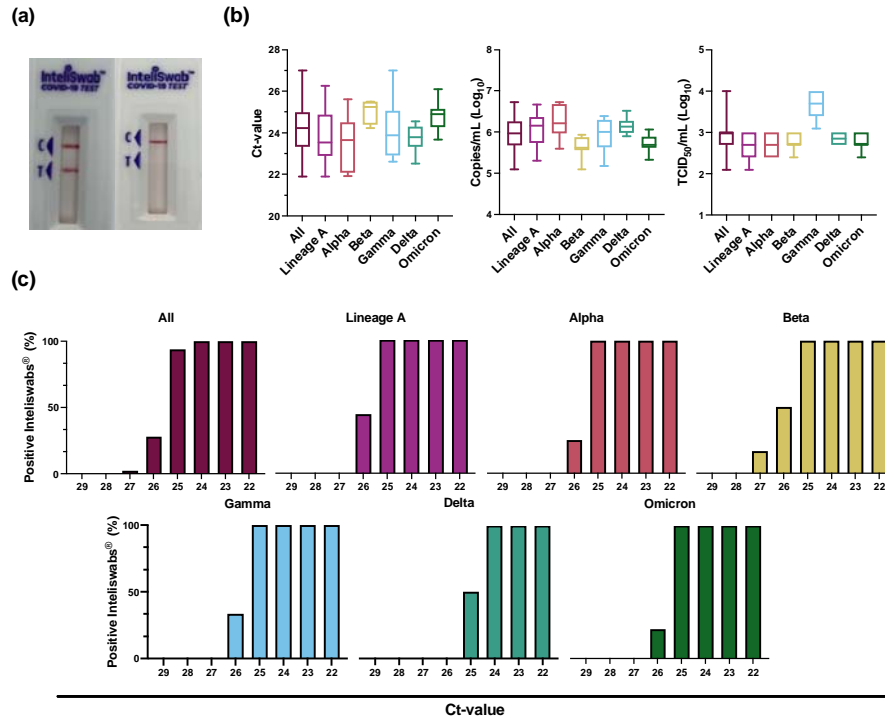 (a)
InteliSwab™
COVID-19 TEST
C
T
InteliSwab™
COVID-19 TEST
C
T
(b)
Ct-value
28
26
24
22
20
All
Lineage A
Alpha
Beta
Gamma
Delta
Omicron
Copies/mL (Log10)
9
8
7
6
5
4
All
Lineage A
Alpha
Beta
Gamma
Delta
Omicron
TCID50/mL (Log10)
5
4
3
2
1
All
Lineage A
Alpha
Beta
Gamma
Delta
Omicron
(c)
Positive Inteliswabs® (%)
All
100
50
0
29 28 27 26 25 24 23 22
Lineage A
29 28 27 26 25 24 23 22
Alpha
29 28 27 26 25 24 23 22
Beta
29 28 27 26 25 24 23 22
Positive Inteliswabs® (%)
Gamma
100
50
0
29 28 27 26 25 24 23 22
Delta
29 28 27 26 25 24 23 22
Omicron
29 28 27 26 25 24 23 22
Ct-value